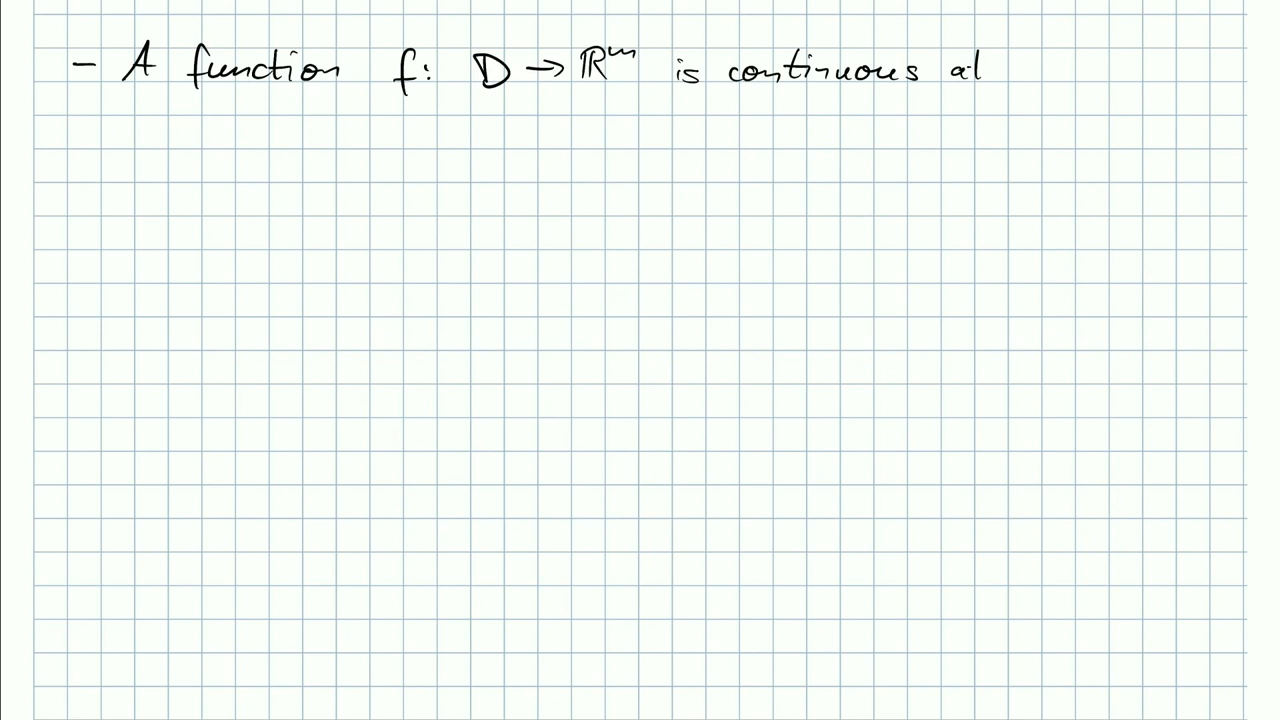 - A function f: D → ℝᵐ is continuous at